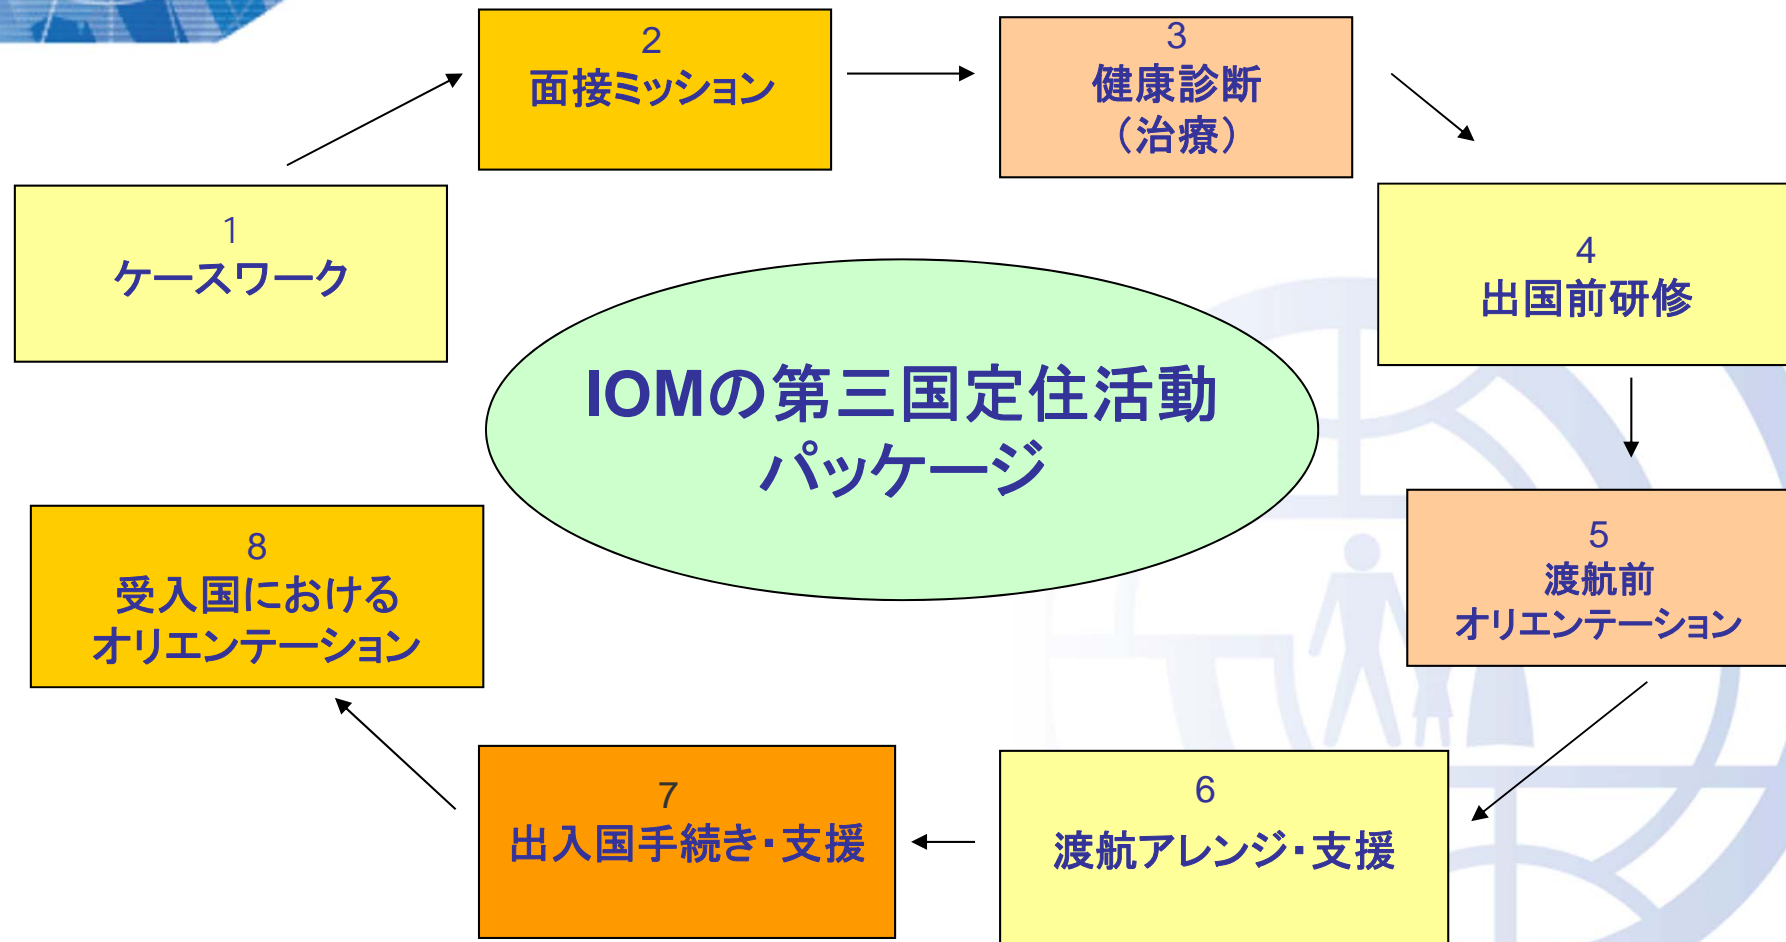 1
ケースワーク
2
面接ミッション
3
健康診断
（治療）
4
出国前研修
5
渡航前
オリエンテーション
6
渡航アレンジ・支援
7
出入国手続き・支援
8
受入国における
オリエンテーション
IOMの第三国定住活動
パッケージ